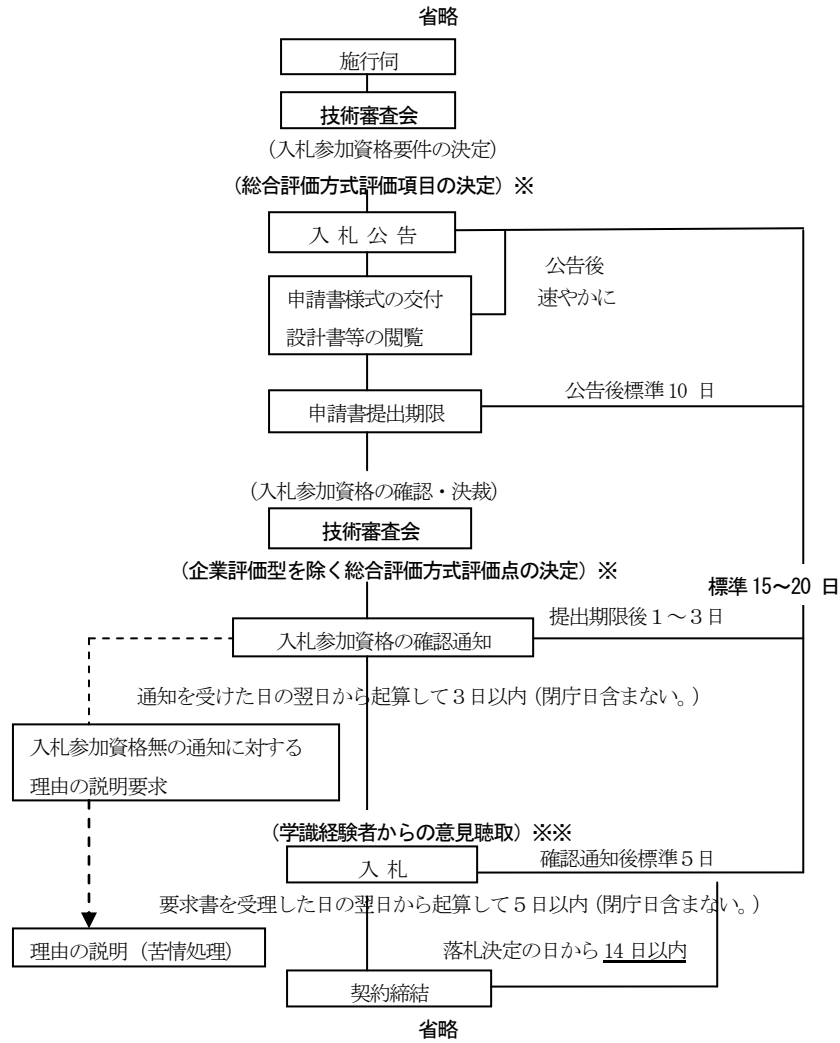 省略
施行伺
技術審査会
(入札参加資格要件の決定)
(総合評価方式評価項目の決定) ※
入 札 公 告
公告後
速やかに
申請書様式の交付
設計書等の閲覧
公告後標準 10 日
申請書提出期限
(入札参加資格の確認・決裁)
技術審査会
(企業評価型を除く総合評価方式評価点の決定) ※
標準 15～20 日
提出期限後 1 ～ 3 日
入札参加資格の確認通知
通知を受けた日の翌日から起算して 3 日以内 (閉庁日含まない。)
入札参加資格無の通知に対する
理由の説明要求
(学識経験者からの意見聴取) ※※
入 札
確認通知後標準 5 日
要求書を受理した日の翌日から起算して 5 日以内 (閉庁日含まない。)
理由の説明 (苦情処理)
落札決定の日から 14 日以内
契約締結
省略